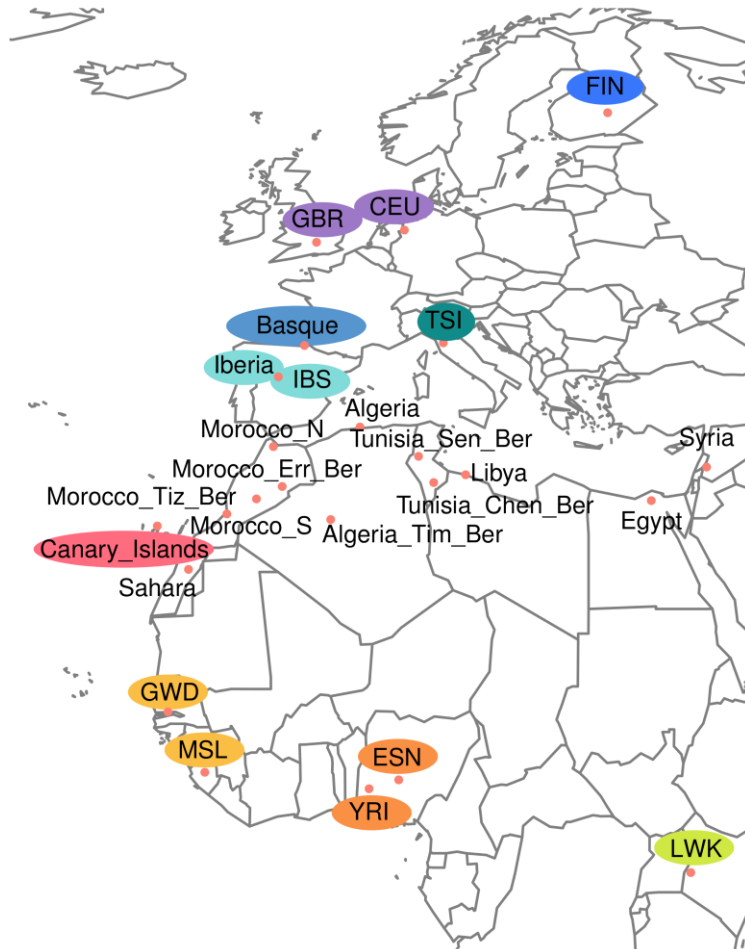 FIN
CEU
GBR
TSI
Basque
Iberia
IBS
Algeria
Morocco_N
Tunisia_Sen_Ber
Syria
Morocco_Err_Ber
Libya
Morocco_Tiz_Ber
Tunisia_Chen_Ber
Morocco_S
Egypt
Algeria_Tim_Ber
Canary_Islands
Sahara
GWD
MSL
ESN
YRI
LWK